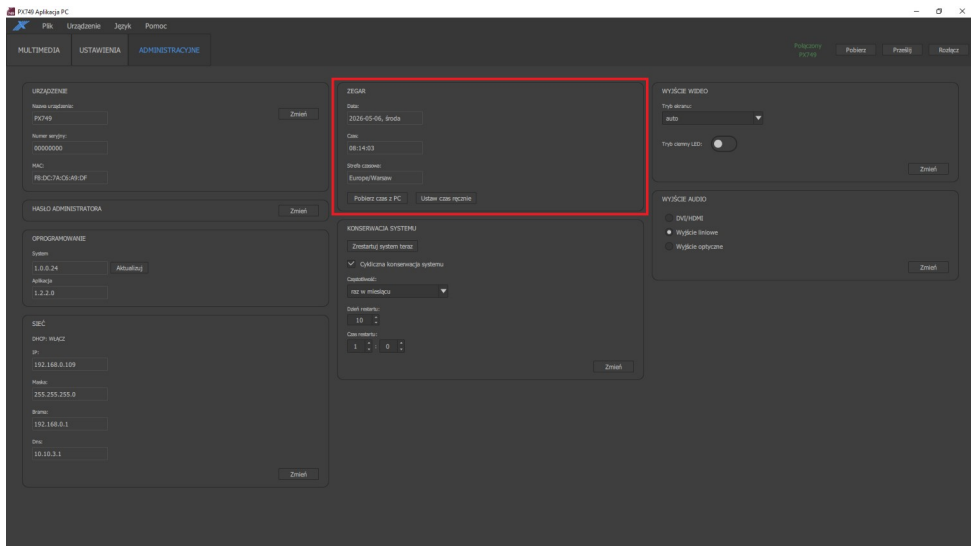 PX749 Aplikacja PC
Plik Urządzenie Język Pomoc
MULTIMEDIA USTAWIENIA ADMINISTRACYJNE
Połączony
PX749
Pobierz Prześlij Rozłącz
URZĄDZENIE
Nazwa urządzenia:
PX749
Zmień
Numer seryjny:
00000000
MAC:
F8:DC:7A:C6:A9:DF
HASŁO ADMINISTRATORA
Zmień
OPROGRAMOWANIE
System
1.0.0.24 Aktualizuj
Aplikacja
1.2.2.0
SIEĆ
DHCP: WŁĄCZ
IP:
192.168.0.109
Maska:
255.255.255.0
Brama:
192.168.0.1
Dns:
10.10.3.1
Zmień
ZEGAR
Data:
2026-05-06, środa
Czas:
08:14:03
Strefa czasowa:
Europe/Warsaw
Pobierz czas z PC Ustaw czas ręcznie
KONSERWACJA SYSTEMU
Zrestartuj system teraz
Cykliczna konserwacja systemu
Częstotliwość:
raz w miesiącu
Dzień restartu:
10
Czas restartu:
1 : 0
Zmień
WYJŚCIE WIDEO
Tryb ekranu:
auto
Tryb ciemny LED:
Zmień
WYJŚCIE AUDIO
DVI/HDMI
Wyjście liniowe
Wyjście optyczne
Zmień